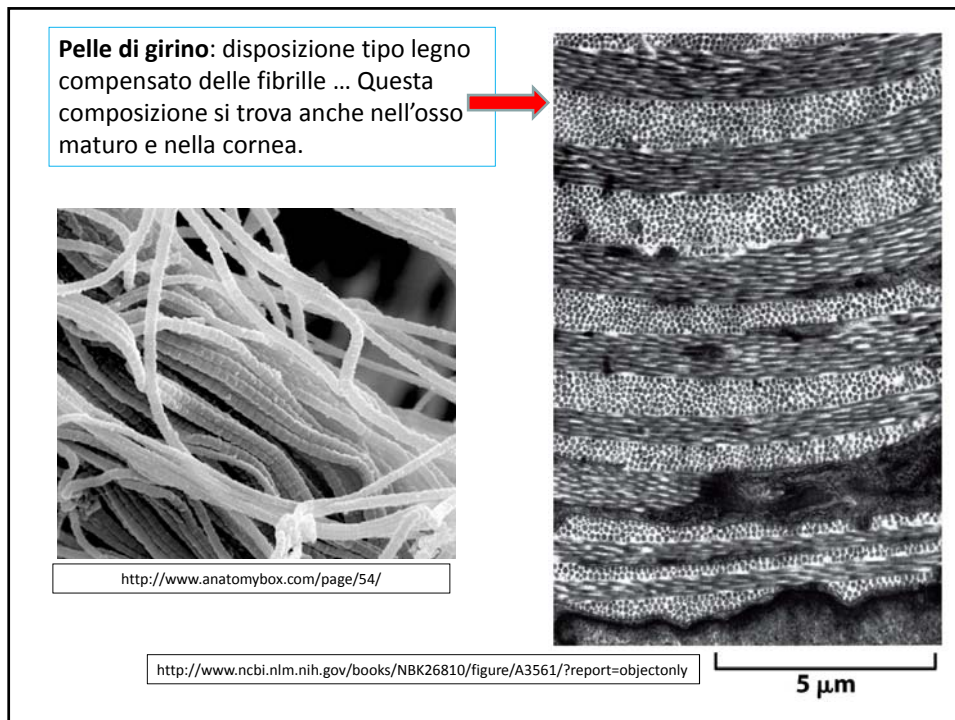 Pelle di girino: disposizione tipo legno
compensato delle fibrille ... Questa
composizione si trova anche nell'osso
maturo e nella cornea.
http://www.anatomybox.com/page/54/
http://www.ncbi.nlm.nih.gov/books/NBK26810/figure/A3561/?report=objectonly
5 µm